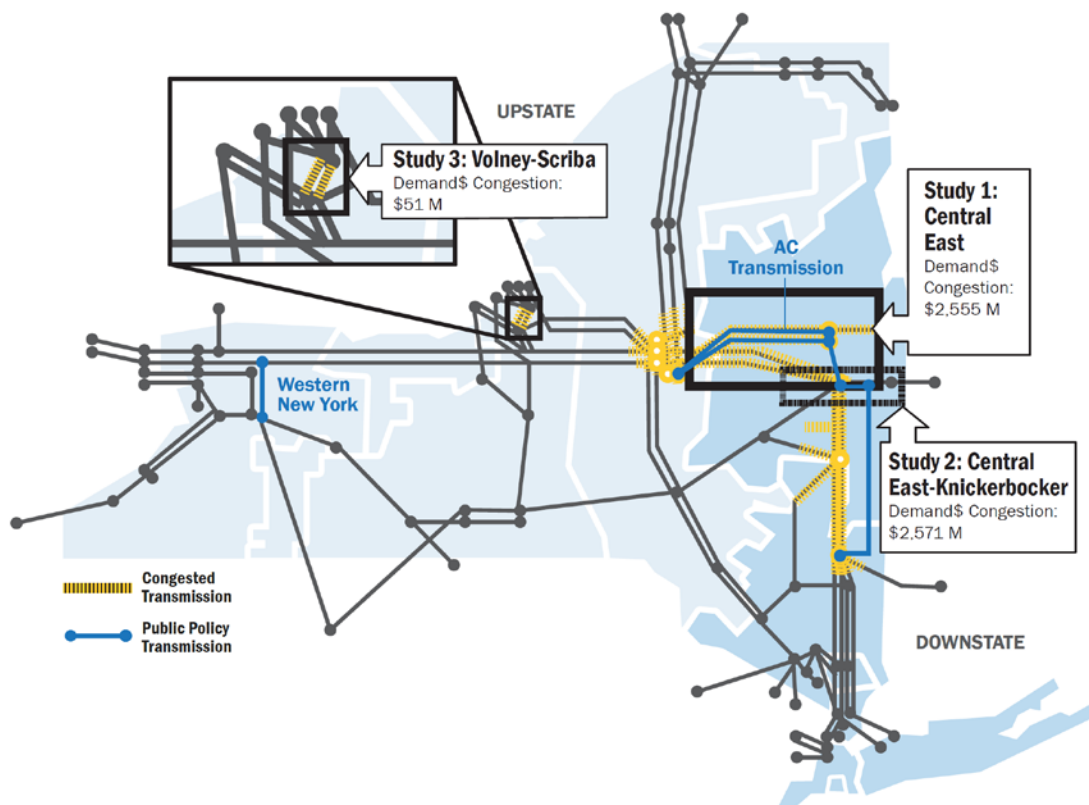 UPSTATE
Study 3: Volney-Scriba
Demand$ Congestion:
$51 M
Study 1:
Central
East
Demand$
Congestion:
$2,555 M
AC
Transmission
Western
New York
Study 2: Central
East-Knickerbocker
Demand$ Congestion:
$2,571 M
Congested
Transmission
Public Policy
Transmission
DOWNSTATE